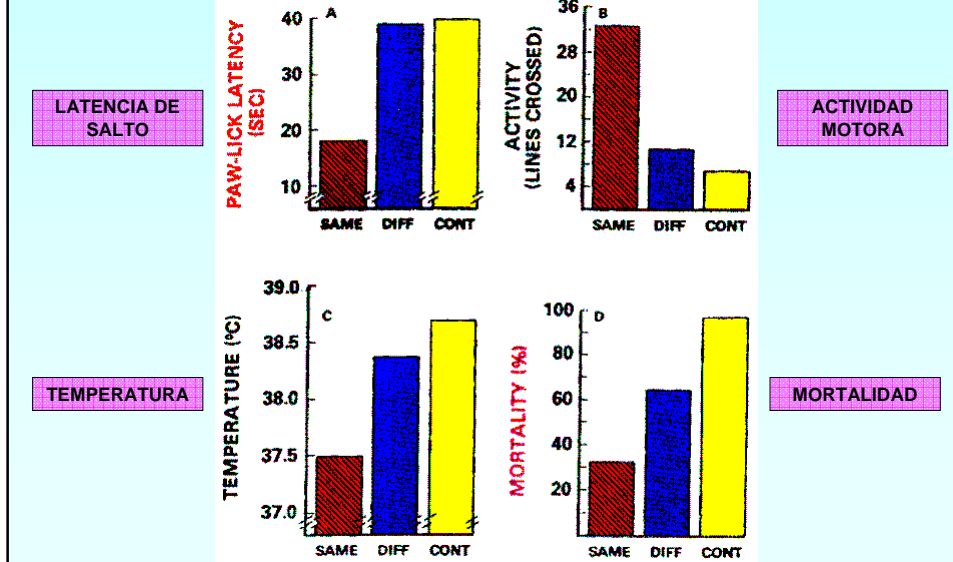 LATENCIA DE
SALTO
PAW-LICK LATENCY
(SEC)
A
40
30
20
10
SAME DIFF CONT
ACTIVITY
(LINES CROSSED)
B
36
28
20
12
4
SAME DIFF CONT
ACTIVIDAD
MOTORA
TEMPERATURA
TEMPERATURE (ºC)
C
39.0
38.5
38.0
37.5
37.0
SAME DIFF CONT
MORTALITY (%)
D
100
80
60
40
20
SAME DIFF CONT
MORTALIDAD